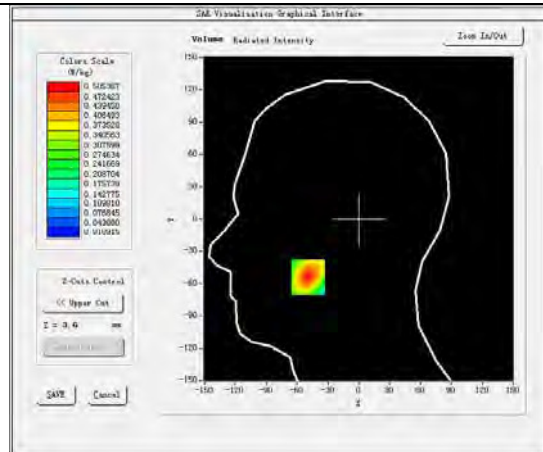 SAR Visualisation Graphical Interface
Volume Radiated Intensity
Zoom In/Out
Colors Scale
(W/kg)
0.505387
0.472423
0.439458
0.406493
0.373528
0.340563
0.307599
0.274634
0.241669
0.208704
0.175739
0.142775
0.109810
0.076845
0.043880
0.010915
Z-Cuts Control
<< Upper Cut
Z = 3.0 mm
SAVE
Cancel
150
120
90
60
30
0
-30
-60
-90
-120
-150
Y
-150 -120 -90 -60 -30 0 30 60 90 120 150
X